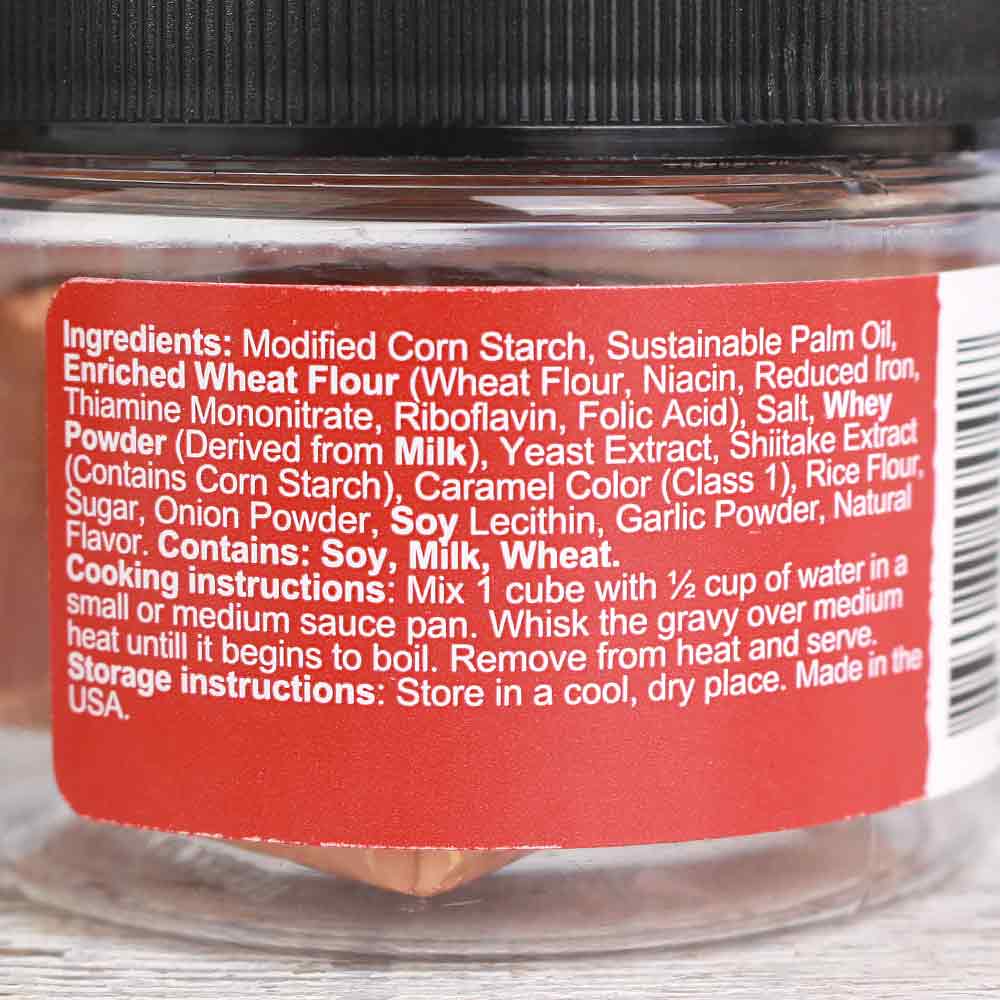 Ingredients: Modified Corn Starch, Sustainable Palm Oil,
Enriched Wheat Flour (Wheat Flour, Niacin, Reduced Iron,
Thiamine Mononitrate, Riboflavin, Folic Acid), Salt, Whey
Powder (Derived from Milk), Yeast Extract, Shiitake Extract
(Contains Corn Starch), Caramel Color (Class 1), Rice Flour,
Sugar, Onion Powder, Soy Lecithin, Garlic Powder, Natural
Flavor. Contains: Soy, Milk, Wheat.
Cooking instructions: Mix 1 cube with ½ cup of water in a
small or medium sauce pan. Whisk the gravy over medium
heat untill it begins to boil. Remove from heat and serve.
Storage instructions: Store in a cool, dry place. Made in the
USA.